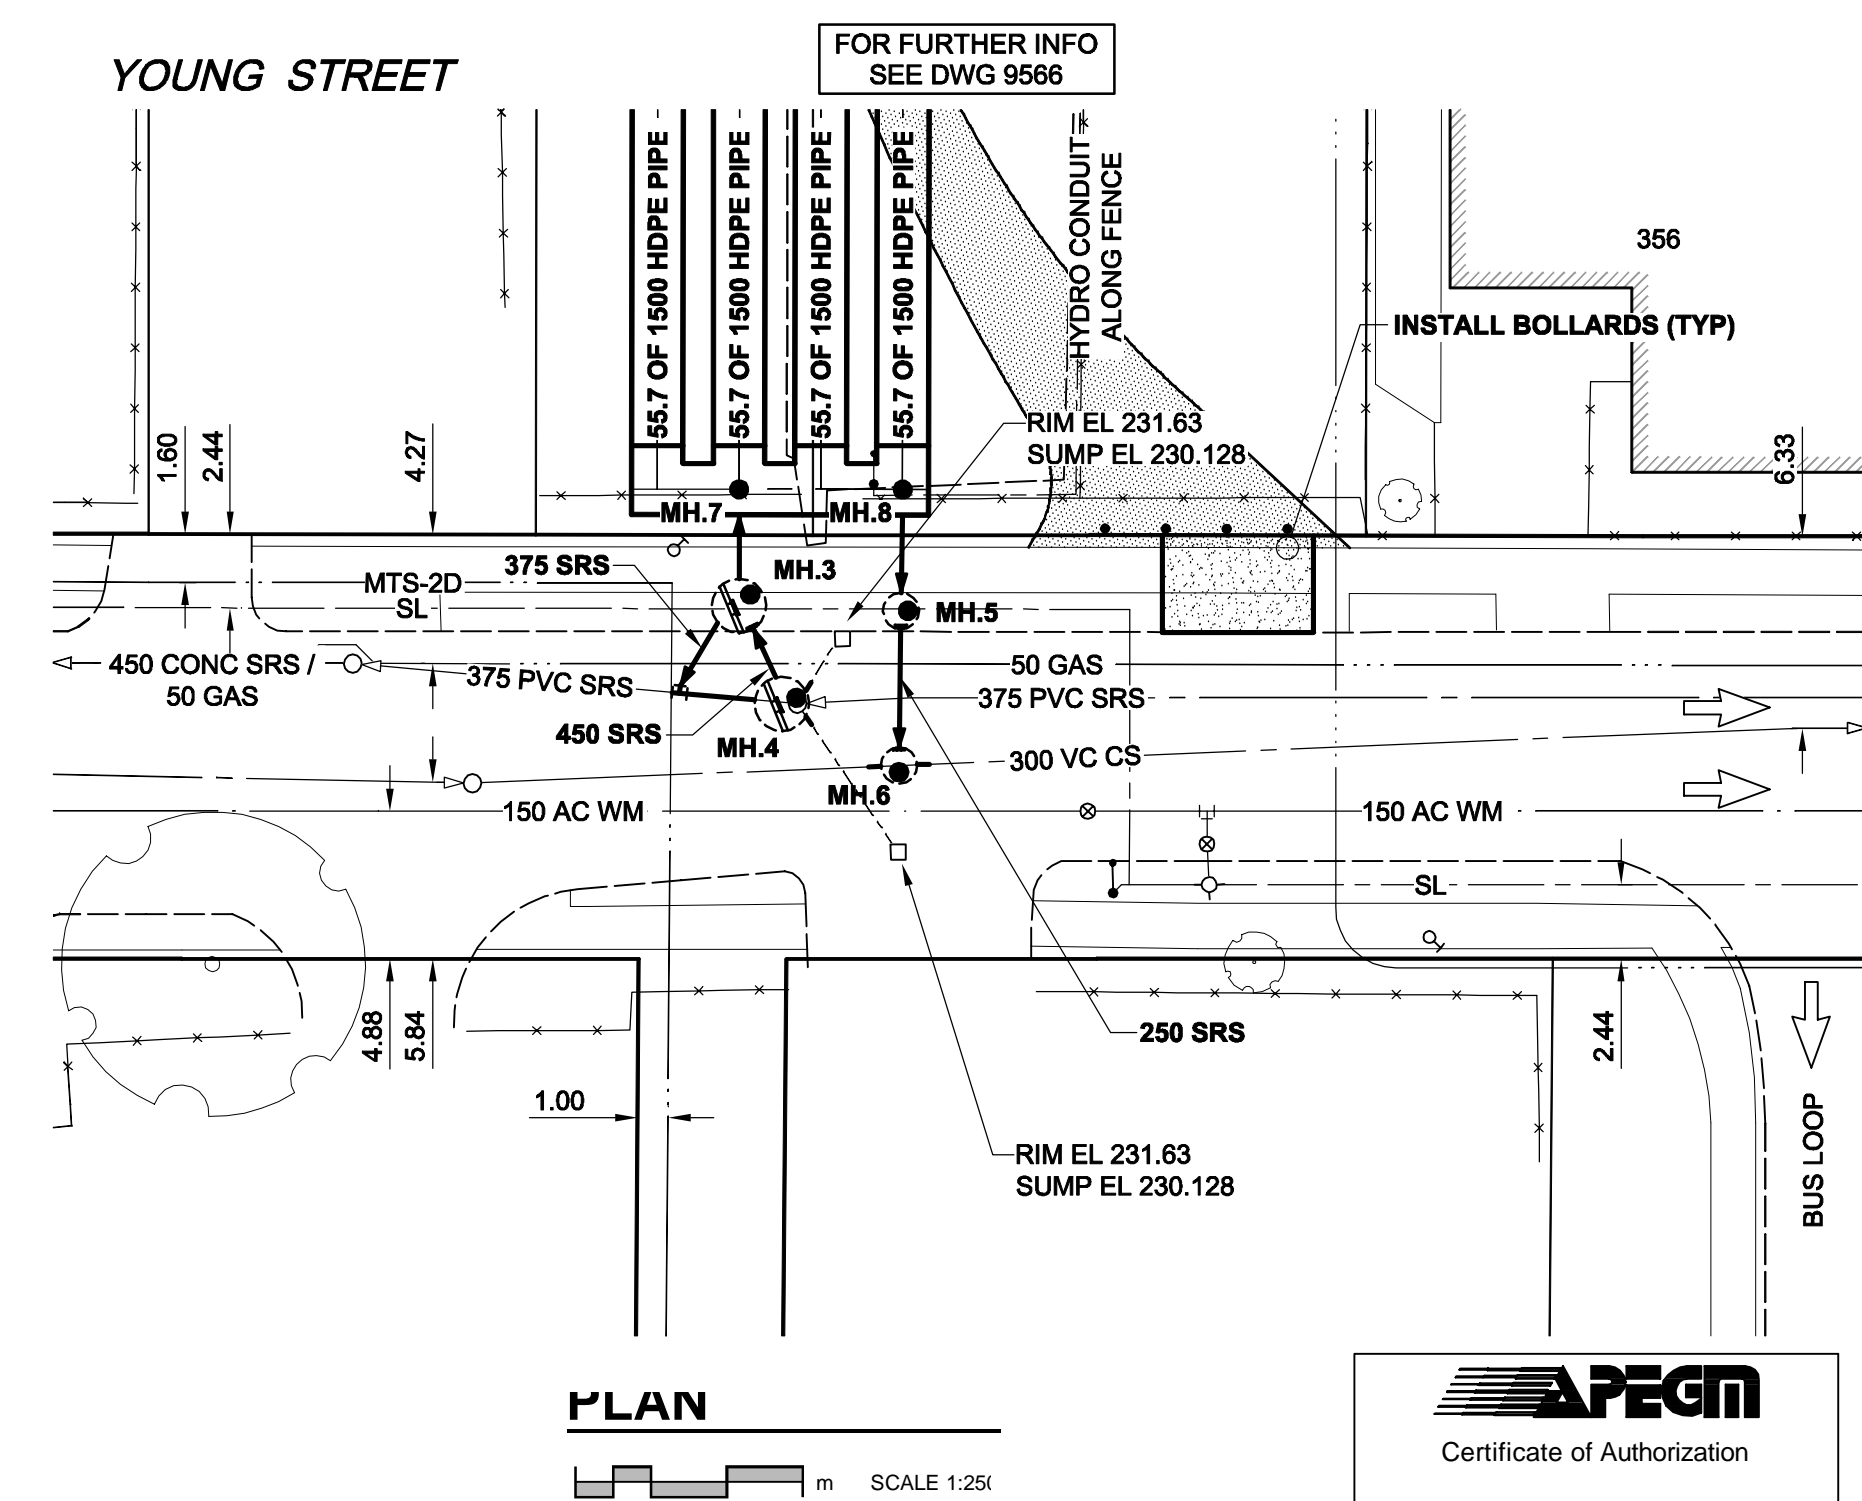 FOR FURTHER INFO
SEE DWG 9566
YOUNG STREET
55.7 OF 1500 HDPE PIPE
55.7 OF 1500 HDPE PIPE
55.7 OF 1500 HDPE PIPE
55.7 OF 1500 HDPE PIPE
HYDRO CONDUIT
ALONG FENCE
356
INSTALL BOLLARDS (TYP)
RIM EL 231.63
SUMP EL 230.128
1.60
2.44
4.27
6.33
MH.7
MH.8
375 SRS
MH.3
MTS-2D
SL
MH.5
450 CONC SRS /
50 GAS
50 GAS
375 PVC SRS
375 PVC SRS
450 SRS
MH.4
300 VC CS
MH.6
150 AC WM
150 AC WM
SL
4.88
5.84
250 SRS
2.44
1.00
RIM EL 231.63
SUMP EL 230.128
BUS LOOP
PLAN
m
SCALE 1:250
APEGM
Certificate of Authorization